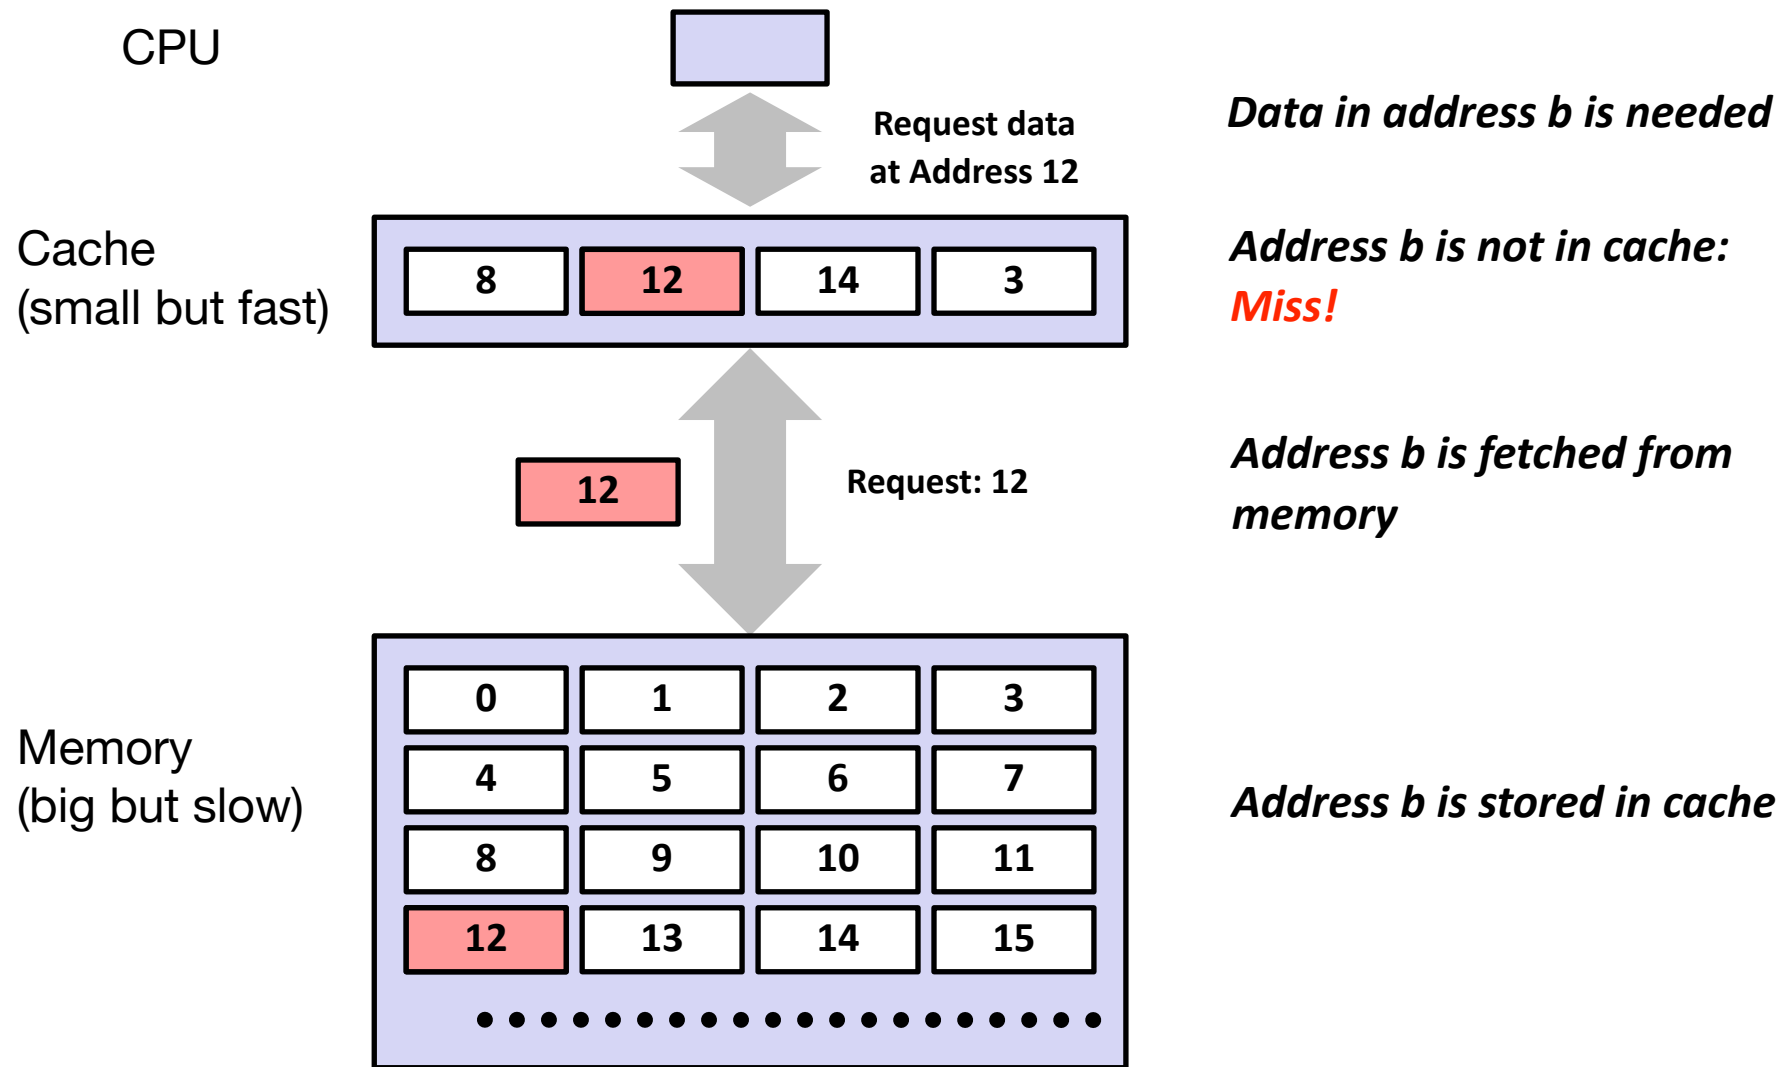 CPU
Request data
at Address 12
Data in address b is needed
Cache
(small but fast)
8 12 14 3
Address b is not in cache:
Miss!
12
Request: 12
Address b is fetched from
memory
Memory
(big but slow)
0 1 2 3
4 5 6 7
8 9 10 11
12 13 14 15
Address b is stored in cache